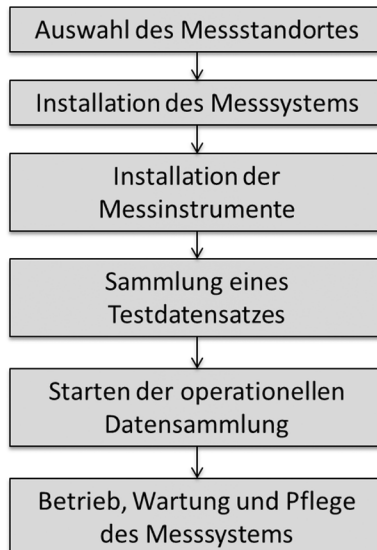 Auswahl des Messstandortes
Installation des Messsystems
Installation der
Messinstrumente
Sammlung eines
Testdatensatzes
Starten der operationellen
Datensammlung
Betrieb, Wartung und Pflege
des Messsystems